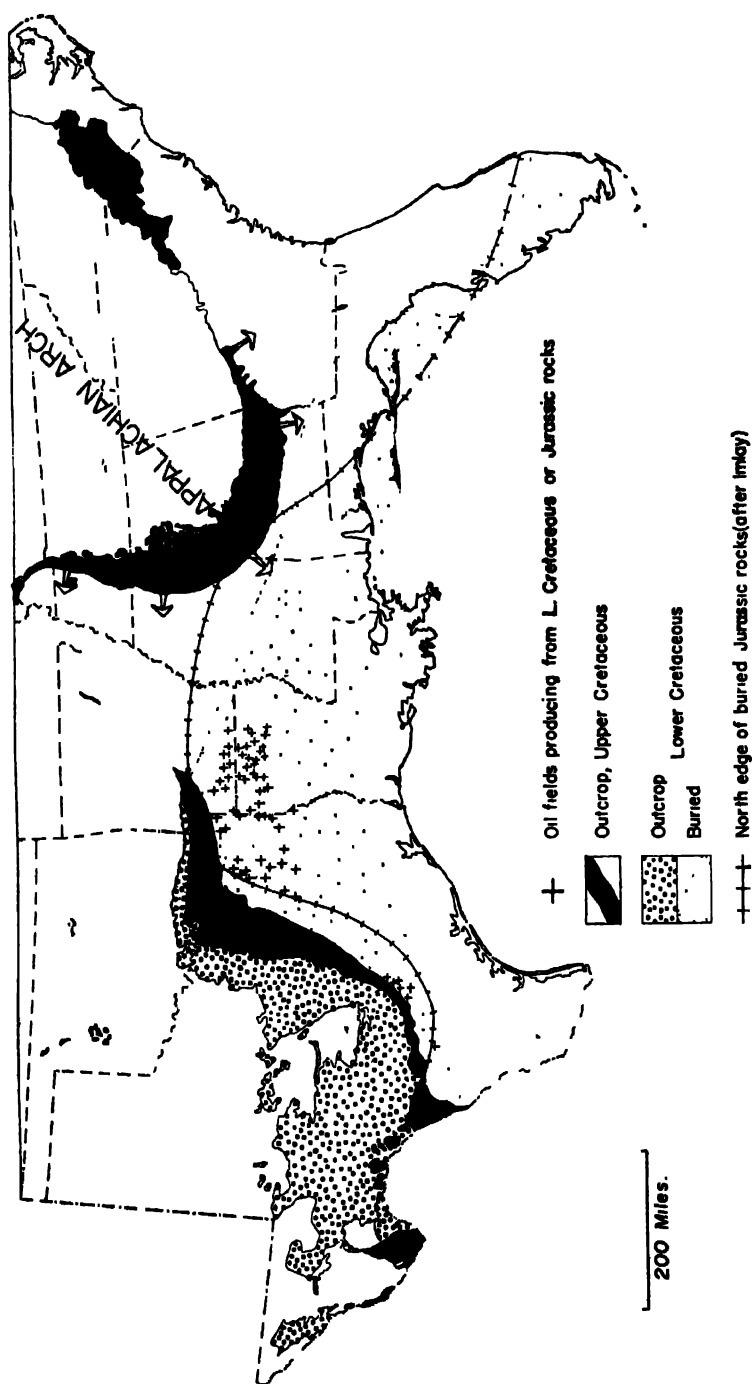 APPALACHIAN ARCH
Oil fields producing from L. Cretaceous or Jurassic rocks
Outcrop, Upper Cretaceous
Outcrop
Lower Cretaceous
Buried
North edge of buried Jurassic rocks(after Imlay)
200 Miles.